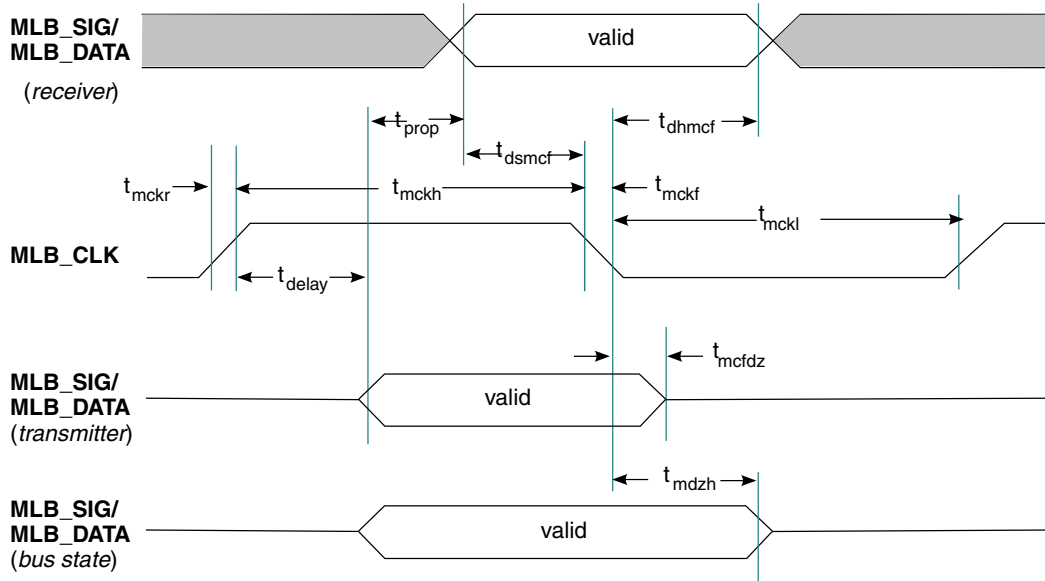 MLB_SIG/
MLB_DATA
(receiver)
valid
tprop
tdhmcf
tdsmcf
tmckr
tmckh
tmckf
tmckl
MLB_CLK
tdelay
tmcfdz
MLB_SIG/
MLB_DATA
(transmitter)
valid
tmdzh
MLB_SIG/
MLB_DATA
(bus state)
valid